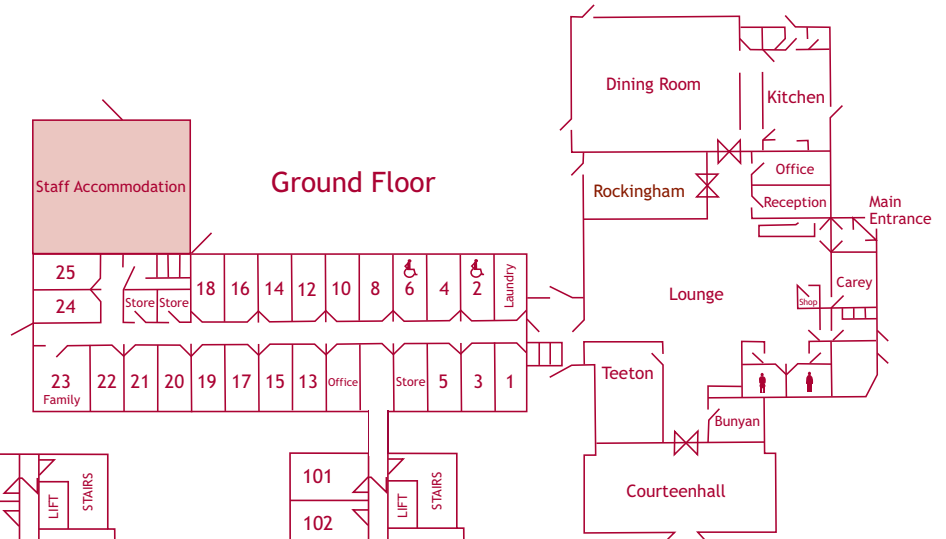 Dining Room
Kitchen
Staff Accommodation
Ground Floor
Office
Rockingham
Reception
Main
Entrance
25
24
Store
Store
18
16
14
12
10
8
6
4
2
Laundry
Lounge
Carey
Shop
23
Family
22
21
20
19
17
15
13
Office
Store
5
3
1
Teeton
Bunyan
LIFT
STAIRS
101
102
LIFT
STAIRS
Courteenhall